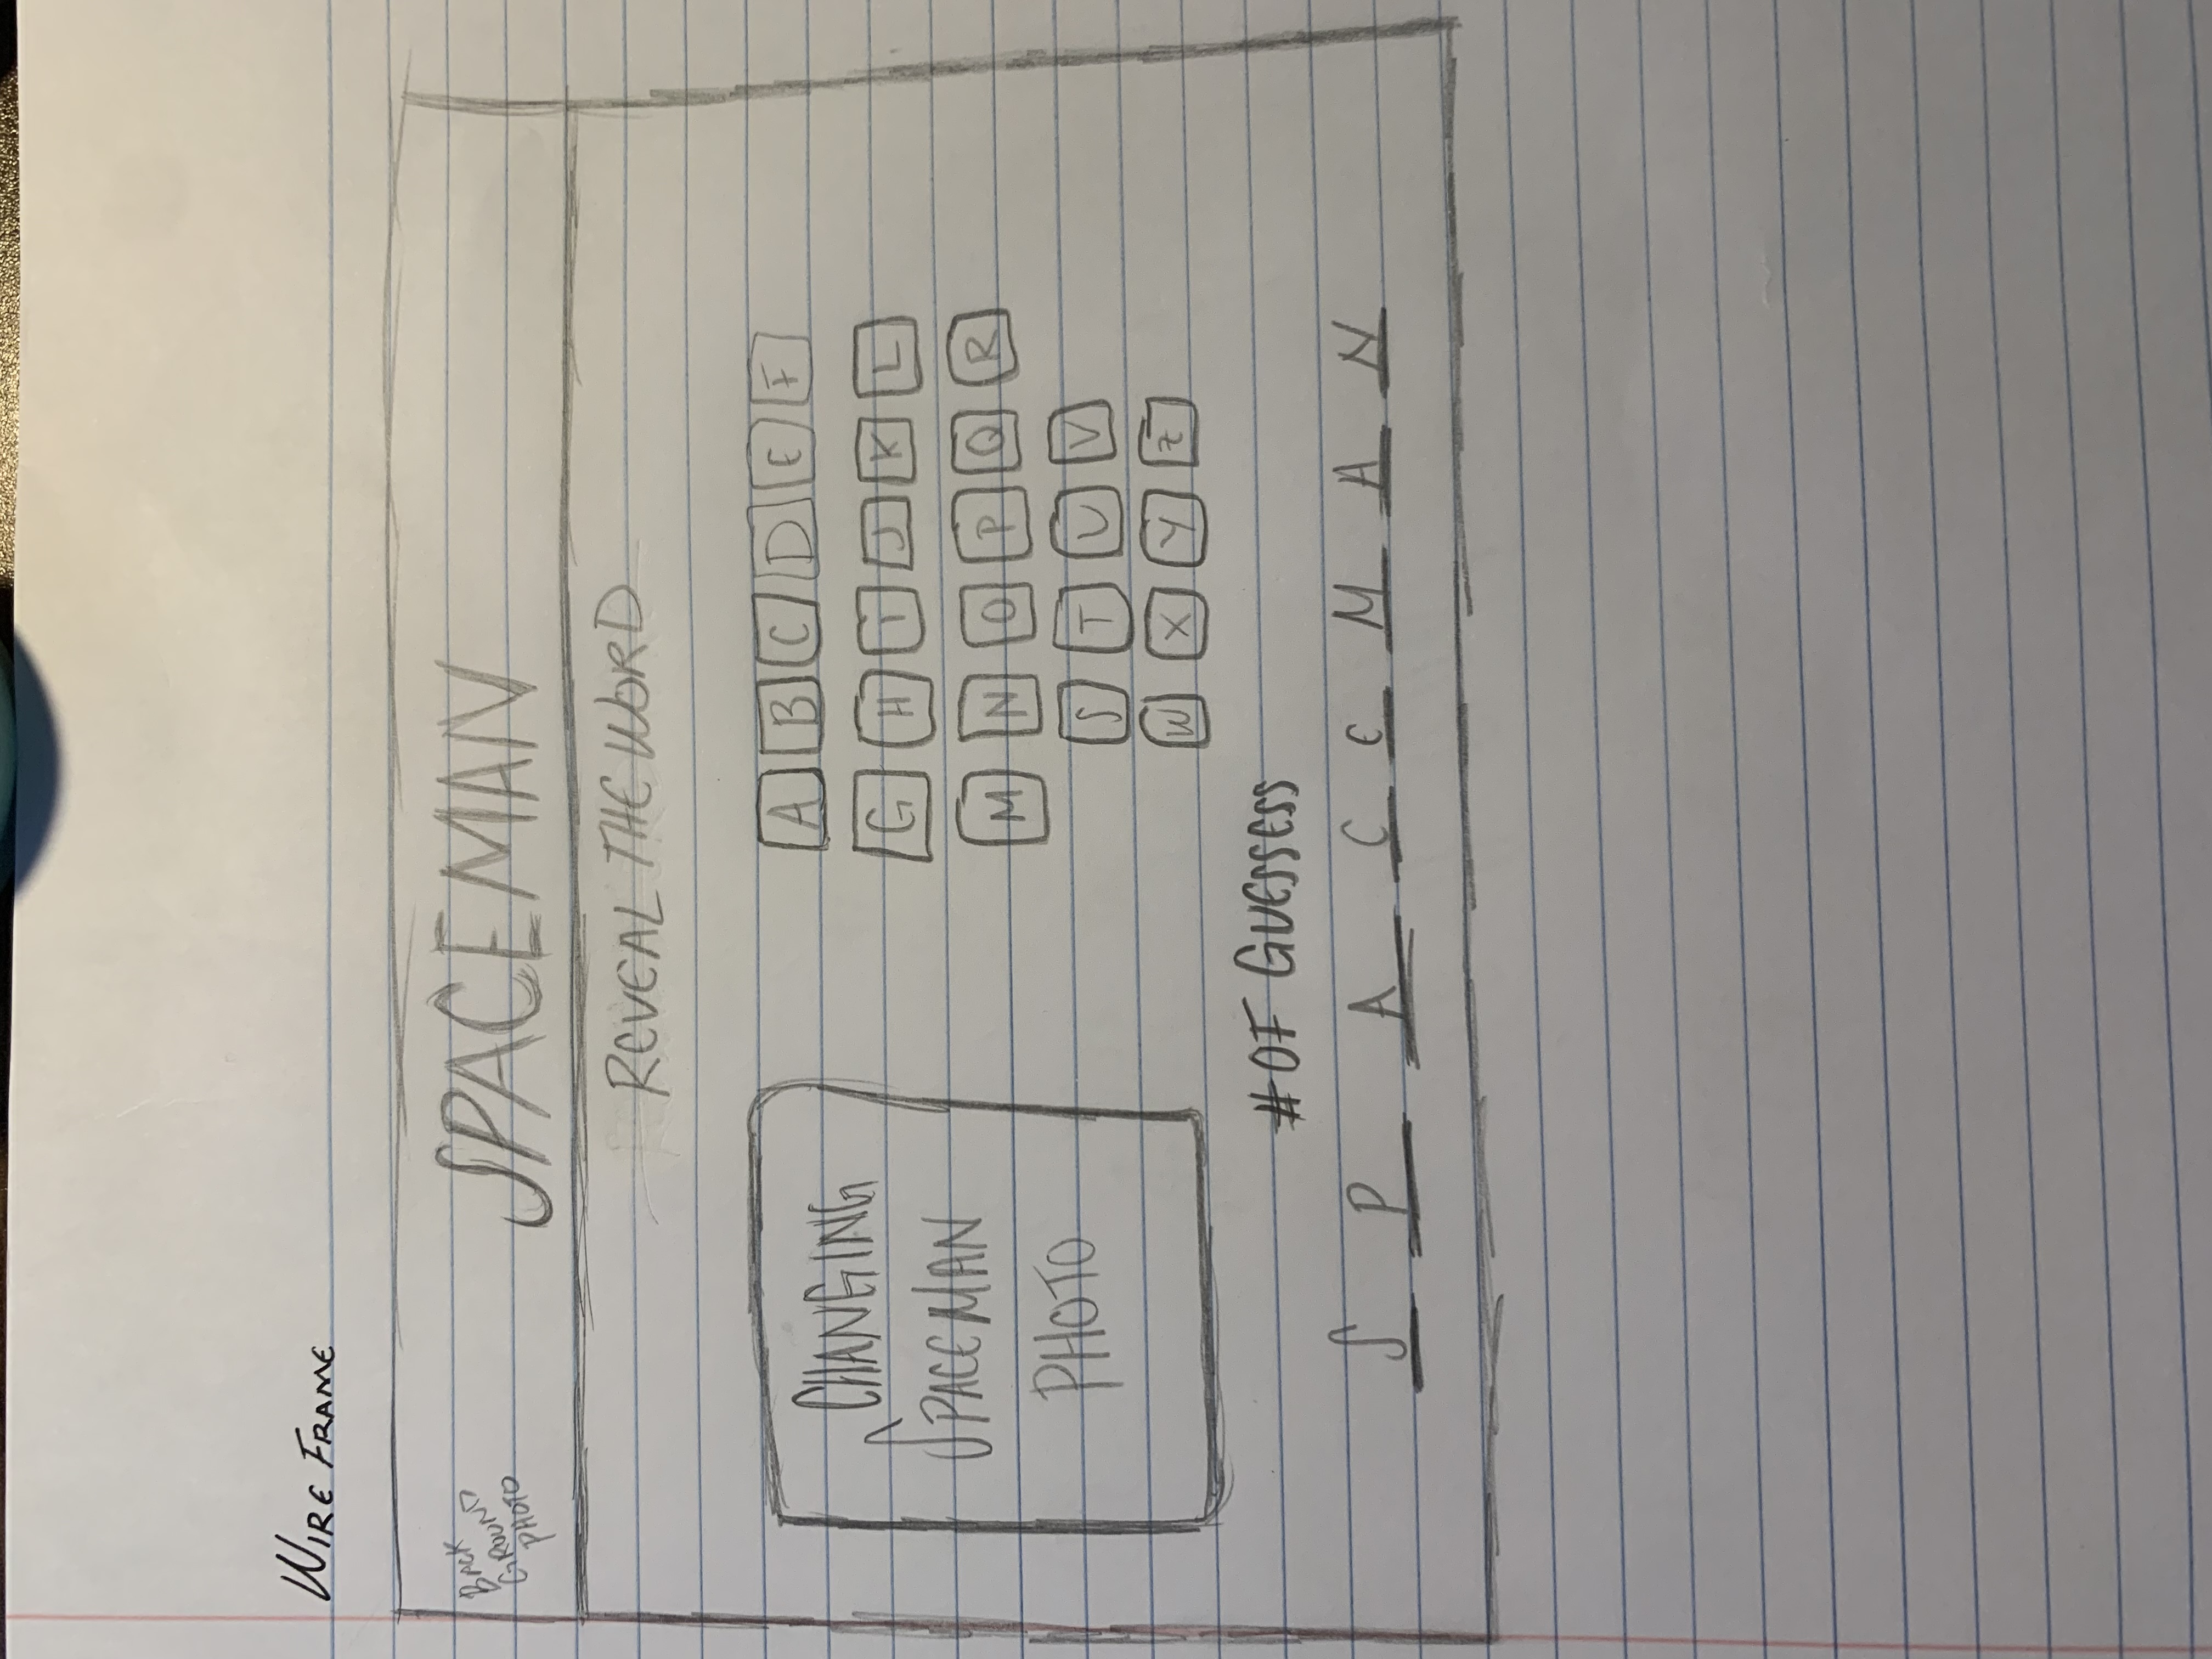 WIRE FRAME
BACK
GROUND
PHOTO
SPACEMAN
REVEAL THE WORD
CHANGING
SPACEMAN
PHOTO
A B C D E F
G H I J K L
M N O P Q R
S T U V
W X Y Z
# OF GUESSESS
S P A C E M A N